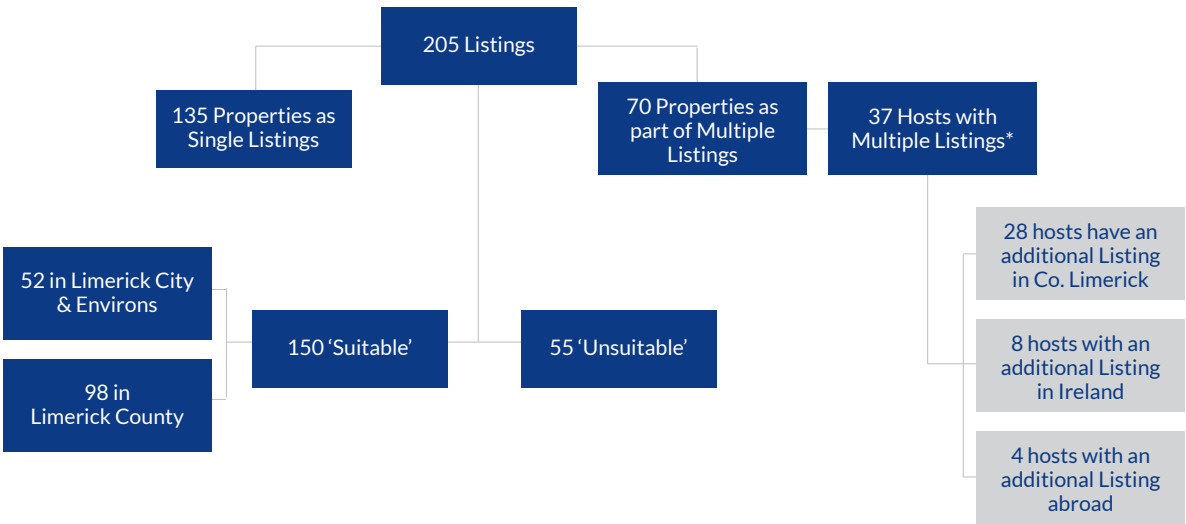 205 Listings
135 Properties as
Single Listings
70 Properties as
part of Multiple
Listings
37 Hosts with
Multiple Listings*
28 hosts have an
additional Listing
in Co. Limerick
52 in Limerick City
& Environs
150 ‘Suitable’
55 ‘Unsuitable’
8 hosts with an
additional Listing
in Ireland
98 in
Limerick County
4 hosts with an
additional Listing
abroad